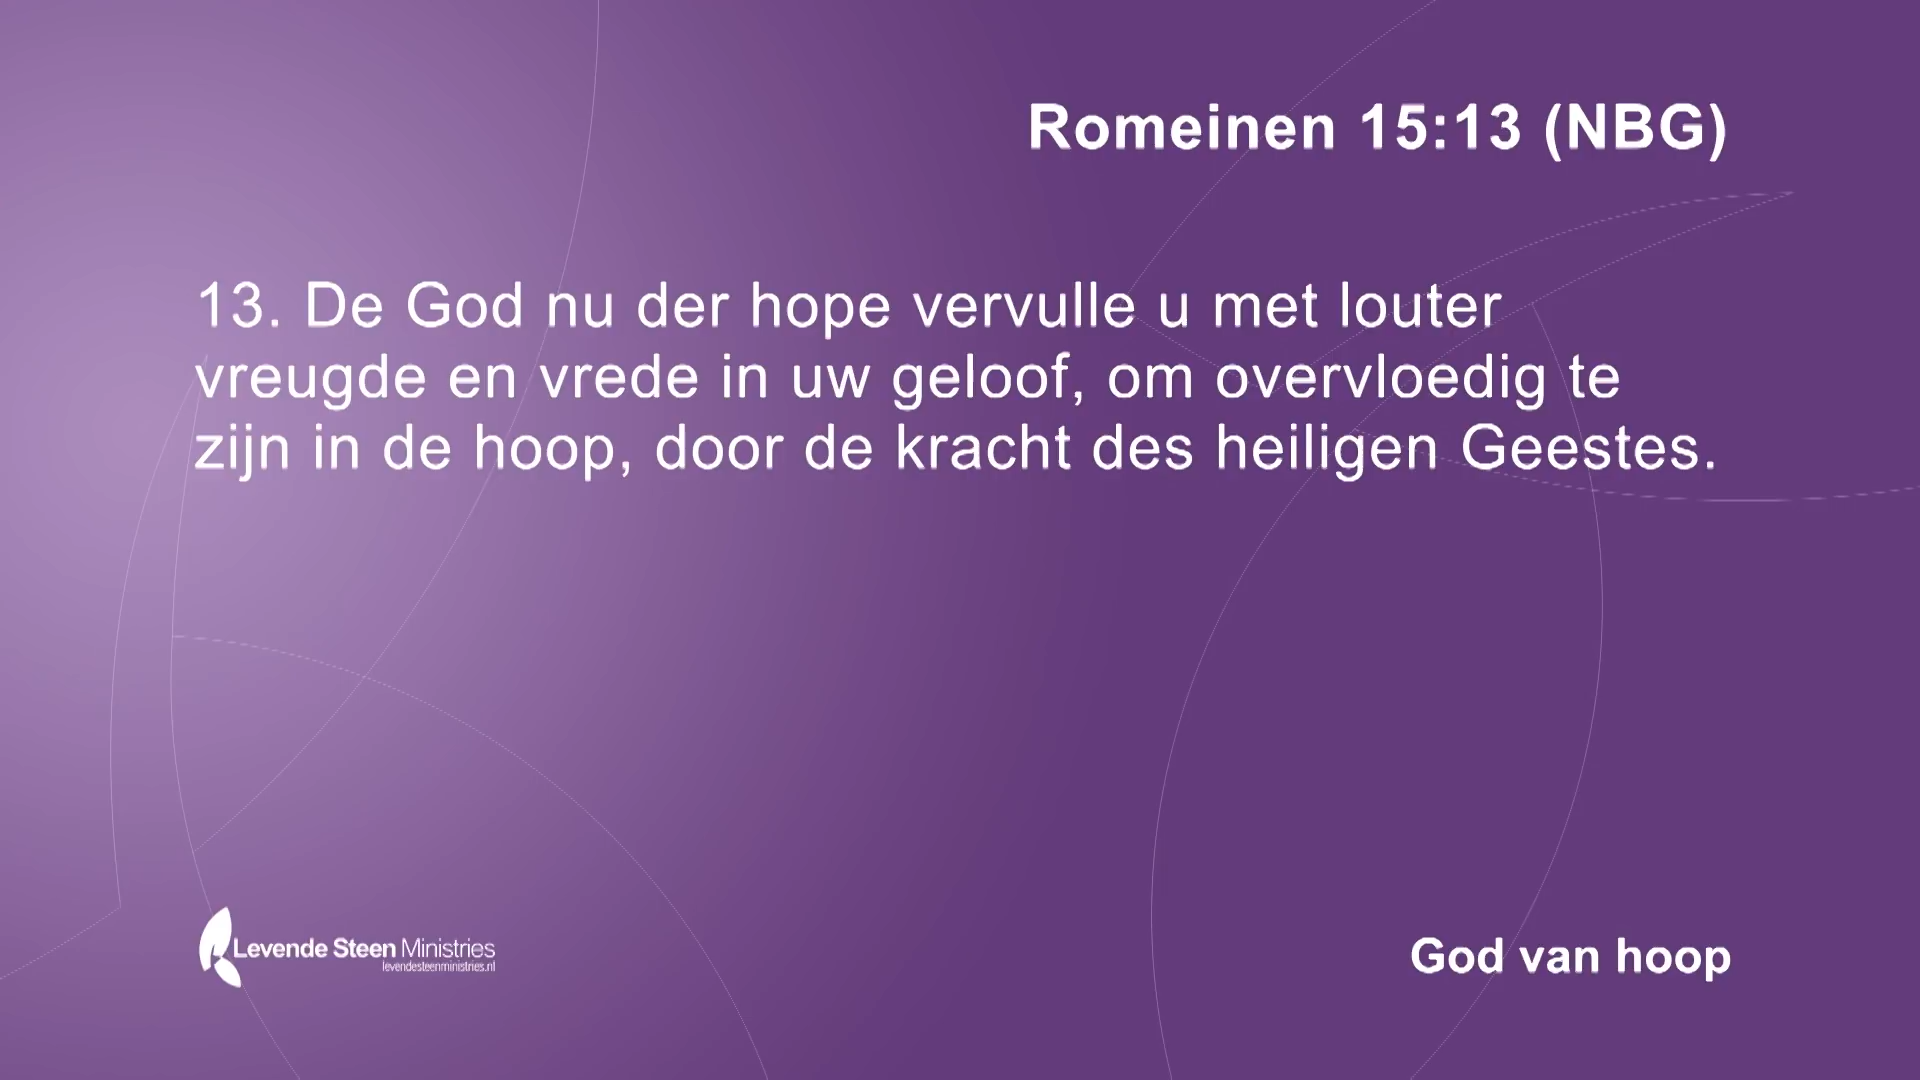 Romeinen 15:13 (NBG)
13. De God nu der hope vervulle u met louter
vreugde en vrede in uw geloof, om overvloedig te
zijn in de hoop, door de kracht des heiligen Geestes.
Levende Steen Ministries
levendesteenministries.nl
God van hoop